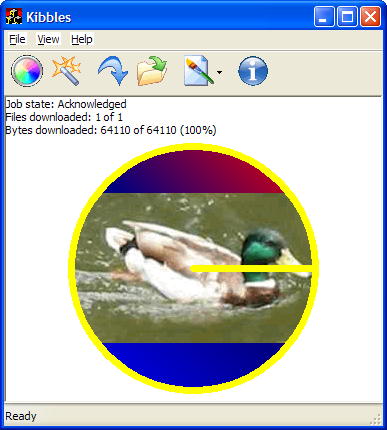 Kibbles
File View Help
Job state: Acknowledged
Files downloaded: 1 of 1
Bytes downloaded: 64110 of 64110 (100%)
Ready